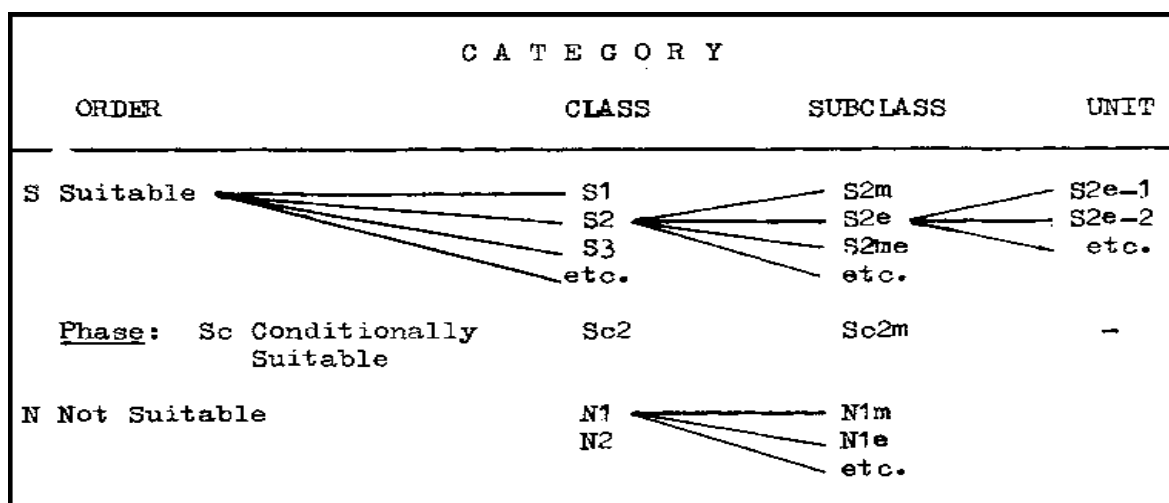 C A T E G O R Y
ORDER CLASS SUBCLASS UNIT
S Suitable S1 S2m S2e-1
S2 S2e S2e-2
S3 S2me etc.
etc. etc.
Phase: Sc Conditionally Sc2 Sc2m -
Suitable
N Not Suitable N1 N1m
N2 N1e
etc.